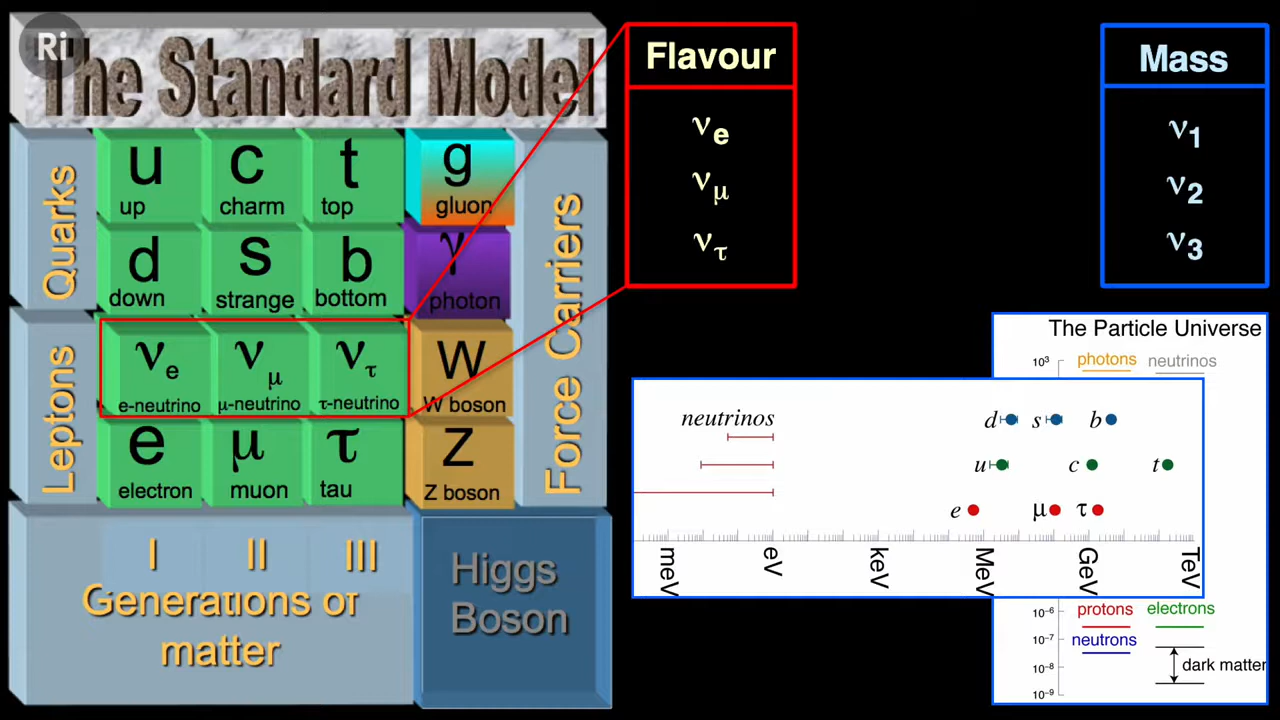 Ri
The Standard Model
Quarks
u
up
c
charm
t
top
g
gluon
d
down
s
strange
b
bottom
γ
photon
Leptons
νe
e-neutrino
νμ
μ-neutrino
ντ
τ-neutrino
W
W boson
e
electron
μ
muon
τ
tau
Z
Z boson
Force Carriers
I II III
Generations of
matter
Higgs
Boson
Flavour
νe
νμ
ντ
Mass
ν1
ν2
ν3
The Particle Universe
10³
photons neutrinos
neutrinos
d s b
u c t
e μ τ
meV eV keV MeV GeV TeV
10⁻⁶
protons electrons
10⁻⁷
neutrons
10⁻⁸
dark matter
10⁻⁹